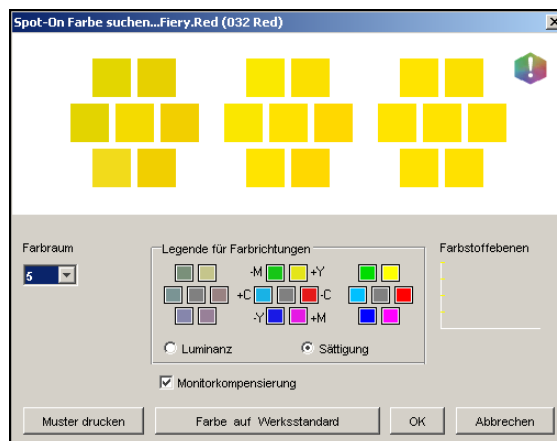 Spot-On Farbe suchen...Fiery.Red (032 Red)
Farbraum
5
Legende für Farbrichtungen
-M +Y
+C -C
-Y +M
Luminanz Sättigung
Farbstoffebenen
Monitorkompensierung
Muster drucken Farbe auf Werksstandard OK Abbrechen